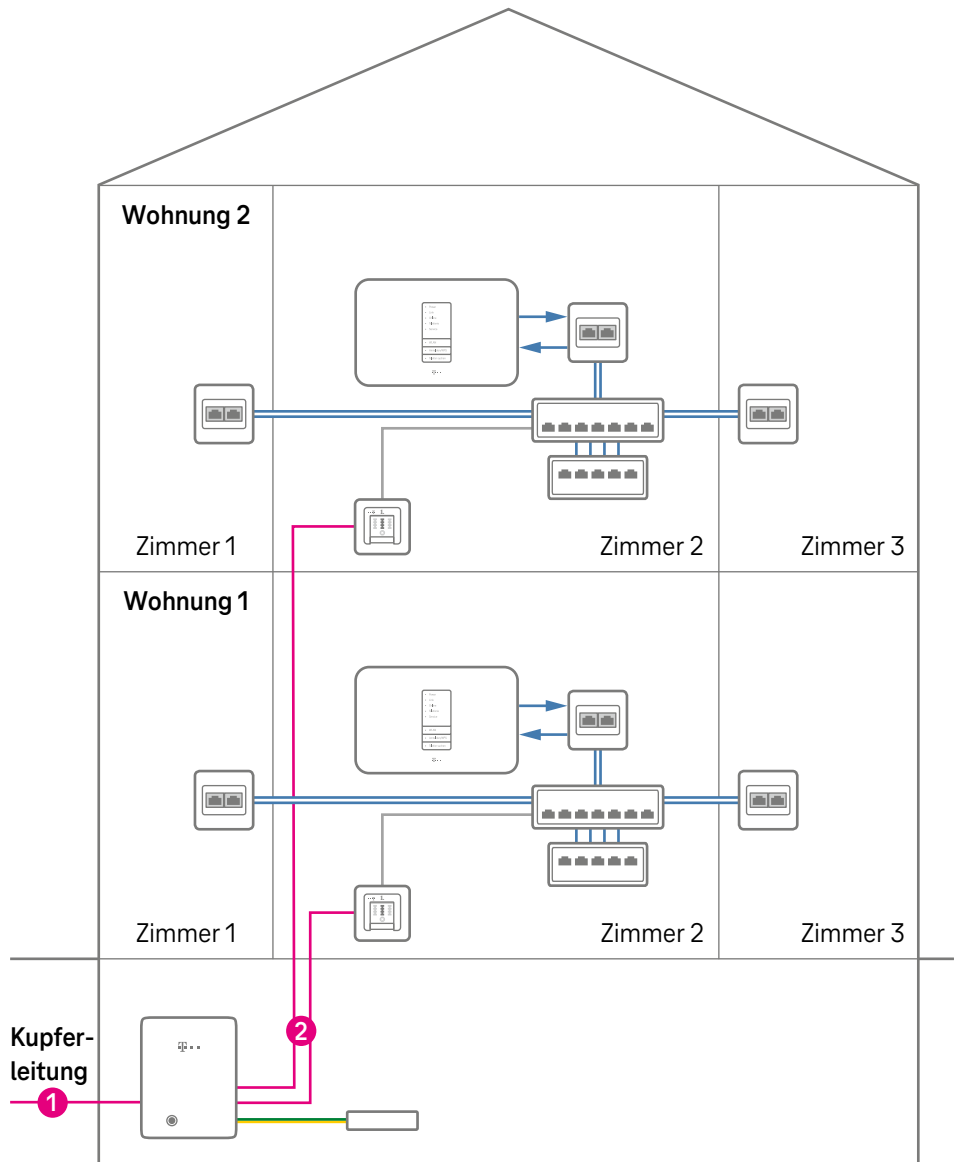 Wohnung 2
Zimmer 1
Zimmer 2
Zimmer 3
Wohnung 1
Zimmer 1
Zimmer 2
Zimmer 3
2
Kupfer-
leitung
1